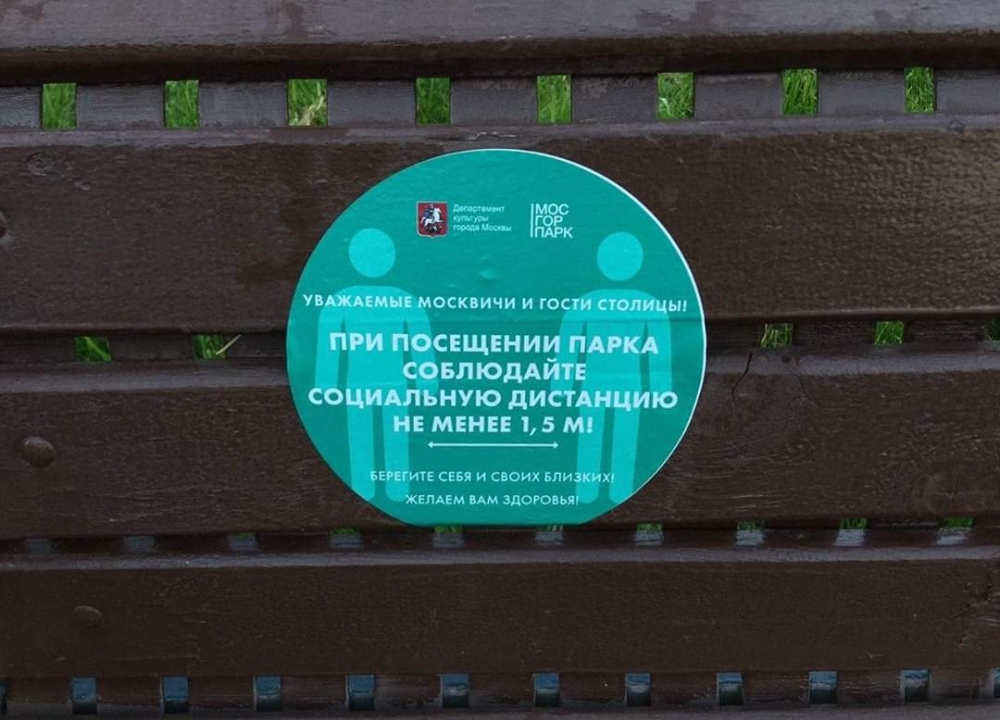 Департамент
культуры
города Москвы
МОС
ГОР
ПАРК
УВАЖАЕМЫЕ МОСКВИЧИ И ГОСТИ СТОЛИЦЫ!
ПРИ ПОСЕЩЕНИИ ПАРКА
СОБЛЮДАЙТЕ
СОЦИАЛЬНУЮ ДИСТАНЦИЮ
НЕ МЕНЕЕ 1,5 М!
БЕРЕГИТЕ СЕБЯ И СВОИХ БЛИЗКИХ!
ЖЕЛАЕМ ВАМ ЗДОРОВЬЯ!